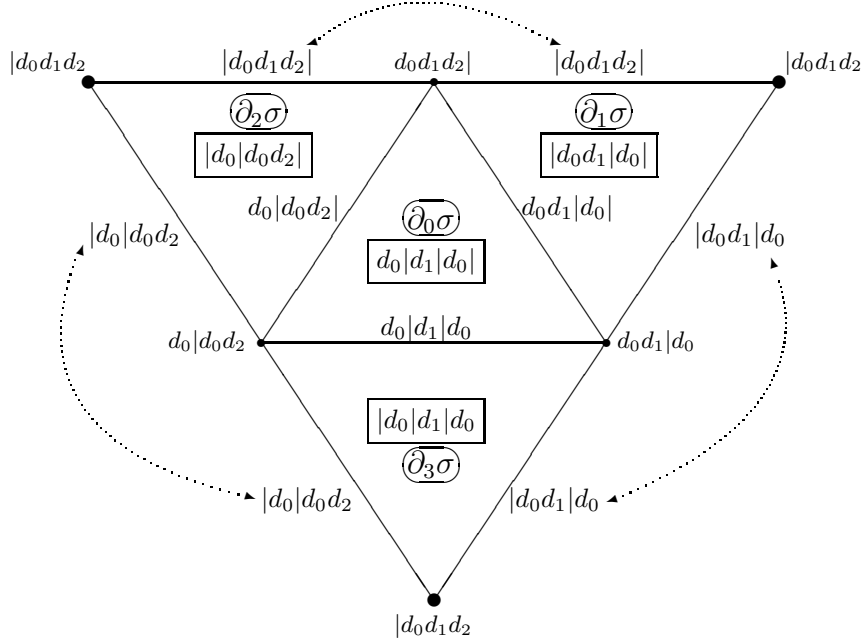 |d₀d₁d₂ |d₀d₁d₂| d₀d₁d₂| |d₀d₁d₂| |d₀d₁d₂
∂₂σ ∂₁σ
|d₀|d₀d₂| |d₀d₁|d₀|
d₀|d₀d₂| ∂₀σ d₀d₁|d₀|
|d₀|d₀d₂ d₀|d₁|d₀| |d₀d₁|d₀
d₀|d₀d₂ d₀|d₁|d₀ d₀d₁|d₀
|d₀|d₁|d₀
∂₃σ
|d₀|d₀d₂ |d₀d₁|d₀
|d₀d₁d₂